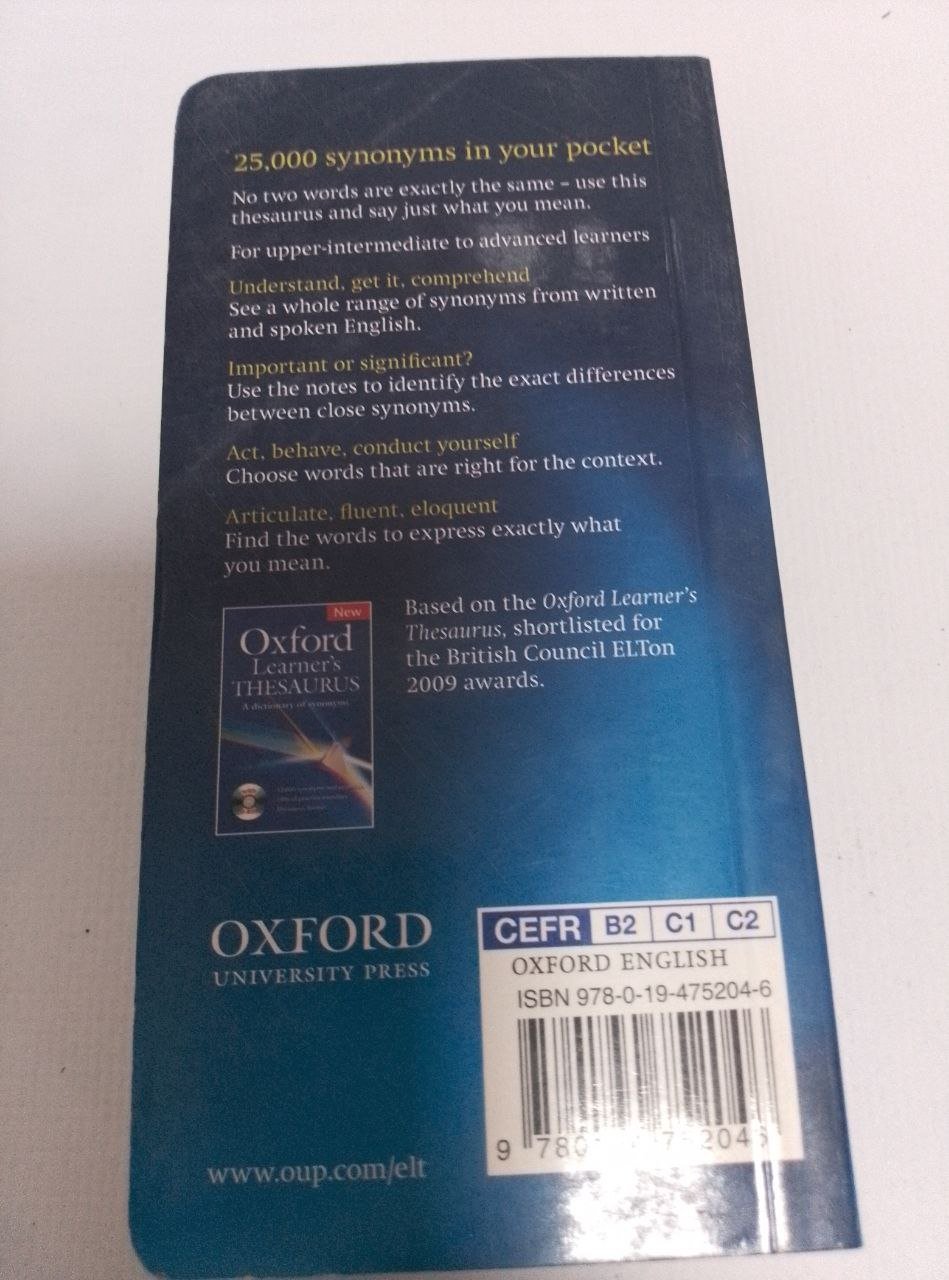 25,000 synonyms in your pocket
No two words are exactly the same – use this
thesaurus and say just what you mean.
For upper-intermediate to advanced learners
Understand, get it, comprehend
See a whole range of synonyms from written
and spoken English.
Important or significant?
Use the notes to identify the exact differences
between close synonyms.
Act, behave, conduct yourself
Choose words that are right for the context.
Articulate, fluent, eloquent
Find the words to express exactly what
you mean.
New
Oxford
Learner's
THESAURUS
A dictionary of synonyms
Based on the Oxford Learner's
Thesaurus, shortlisted for
the British Council ELTon
2009 awards.
OXFORD
UNIVERSITY PRESS
www.oup.com/elt
CEFR B2 C1 C2
OXFORD ENGLISH
ISBN 978-0-19-475204-6